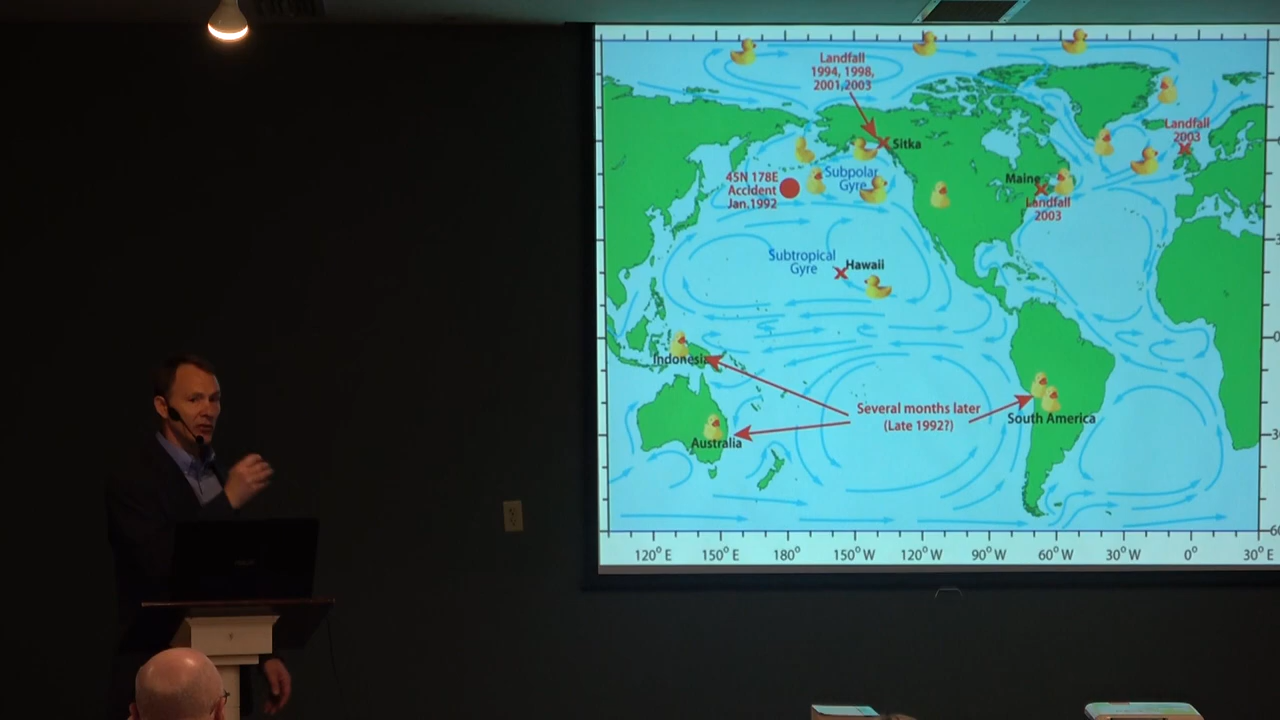 Landfall
1994, 1998,
2001,2003
Sitka
Landfall
2003
45N 178E
Accident
Jan.1992
Subpolar
Gyre
Maine
Landfall
2003
Subtropical
Gyre
Hawaii
Indonesia
Several months later
(Late 1992?)
South America
Australia
120° E 150° E 180° 150° W 120° W 90° W 60° W 30° W 0° 30° E